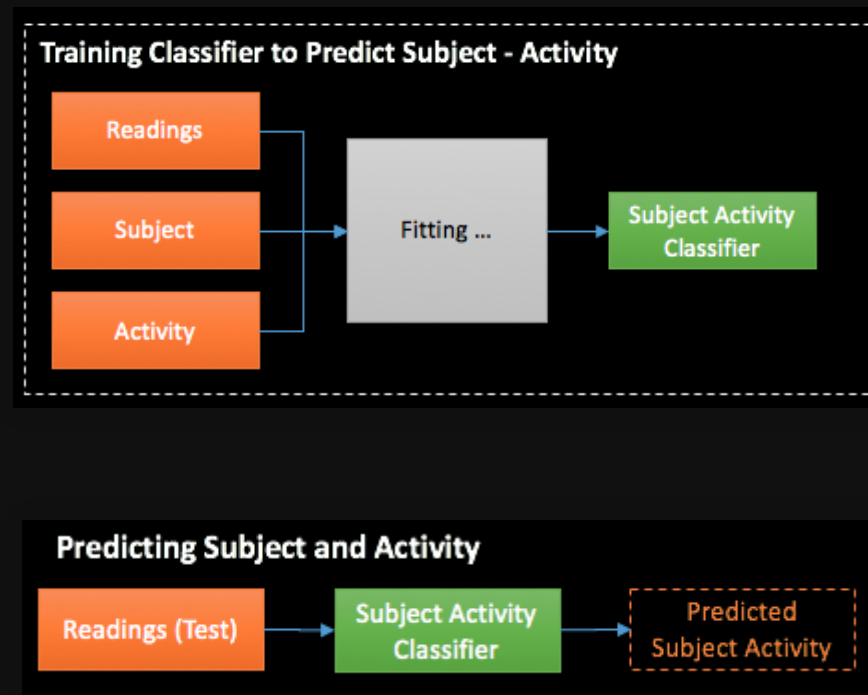 Training Classifier to Predict Subject - Activity
Readings
Subject
Activity
Fitting ...
Subject Activity
Classifier
Predicting Subject and Activity
Readings (Test)
Subject Activity
Classifier
Predicted
Subject Activity